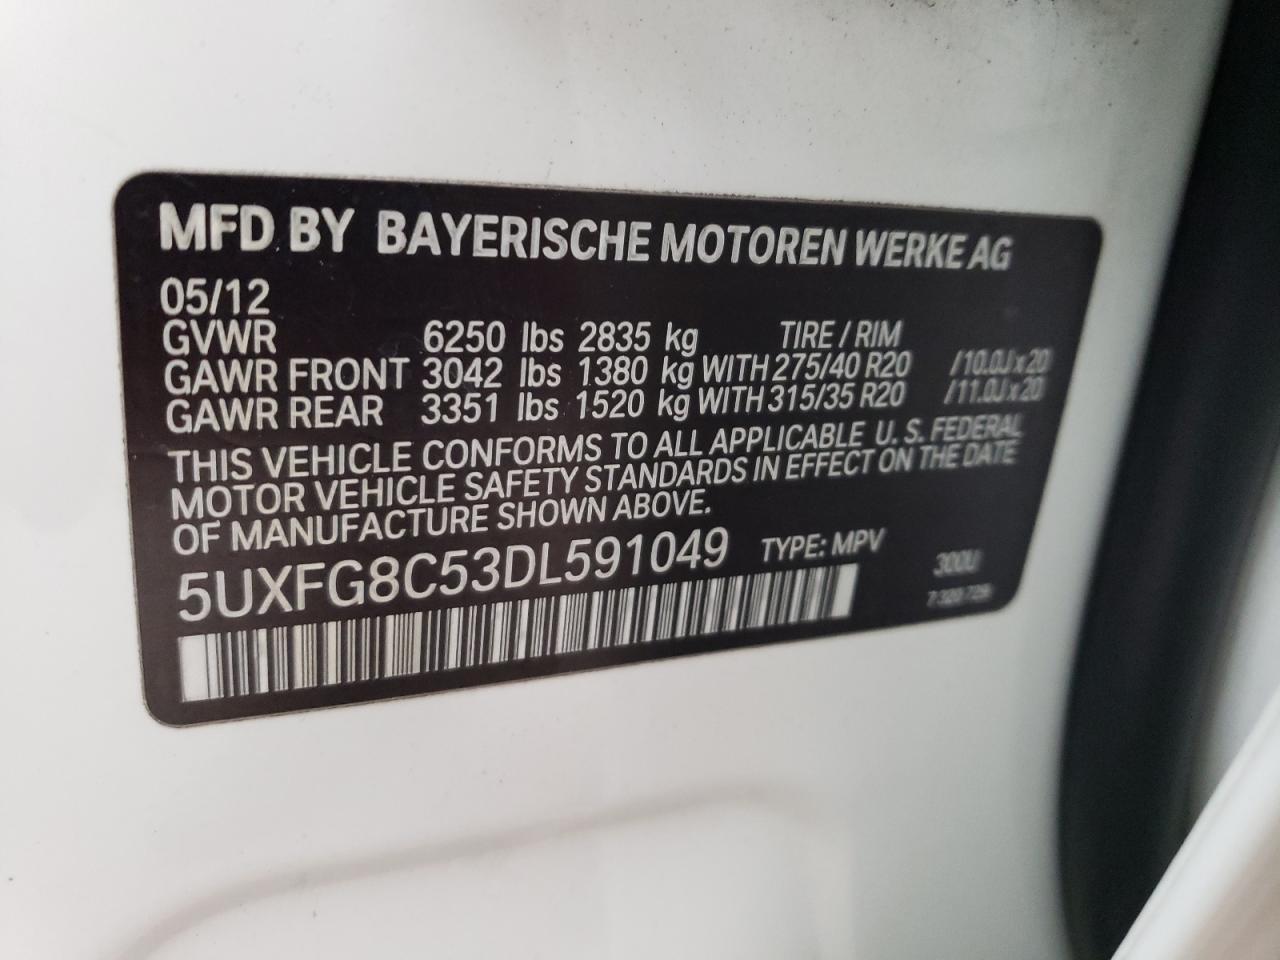 MFD BY BAYERISCHE MOTOREN WERKE AG
05/12
GVWR 6250 lbs 2835 kg TIRE / RIM
GAWR FRONT 3042 lbs 1380 kg WITH 275/40 R20 /10.0J x 20
GAWR REAR 3351 lbs 1520 kg WITH 315/35 R20 /11.0J x 20
THIS VEHICLE CONFORMS TO ALL APPLICABLE U. S. FEDERAL
MOTOR VEHICLE SAFETY STANDARDS IN EFFECT ON THE DATE
OF MANUFACTURE SHOWN ABOVE.
5UXFG8C53DL591049 TYPE: MPV
300U